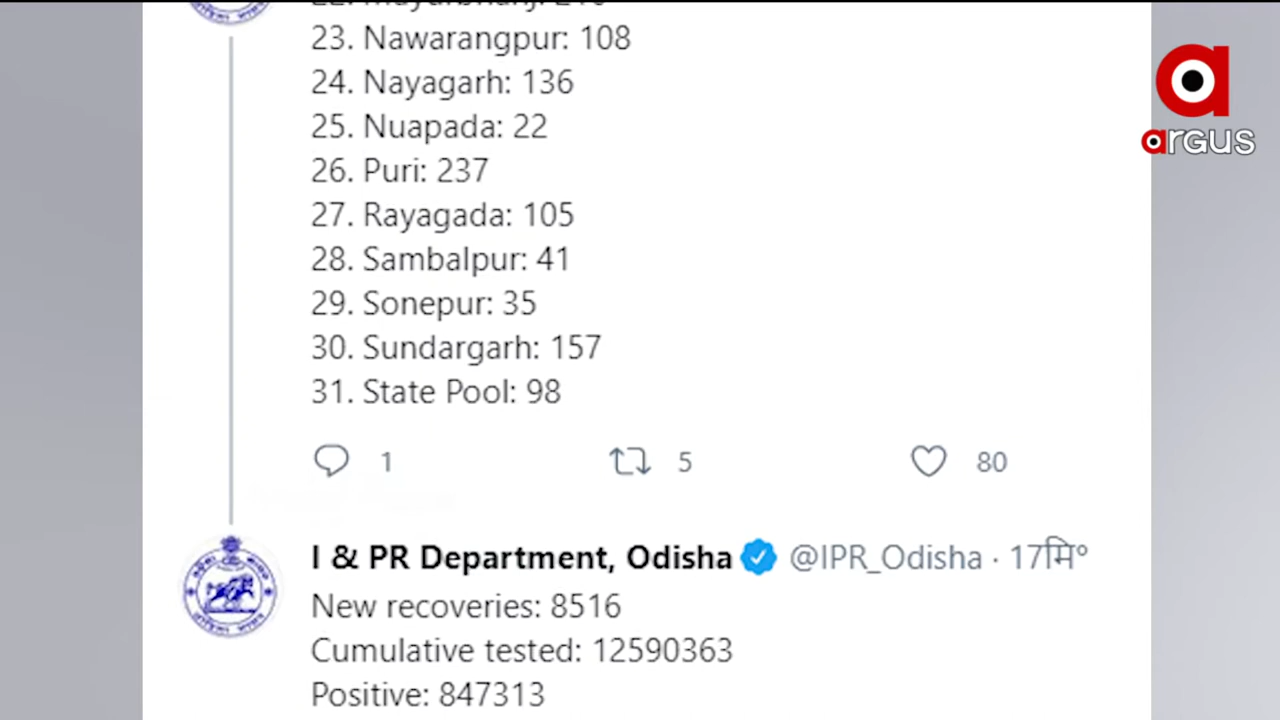 23. Nawarangpur: 108
24. Nayagarh: 136
25. Nuapada: 22
26. Puri: 237
27. Rayagada: 105
28. Sambalpur: 41
29. Sonepur: 35
30. Sundargarh: 157
31. State Pool: 98
1 5 80
I & PR Department, Odisha @IPR_Odisha · 17मि॰
New recoveries: 8516
Cumulative tested: 12590363
Positive: 847313
argus